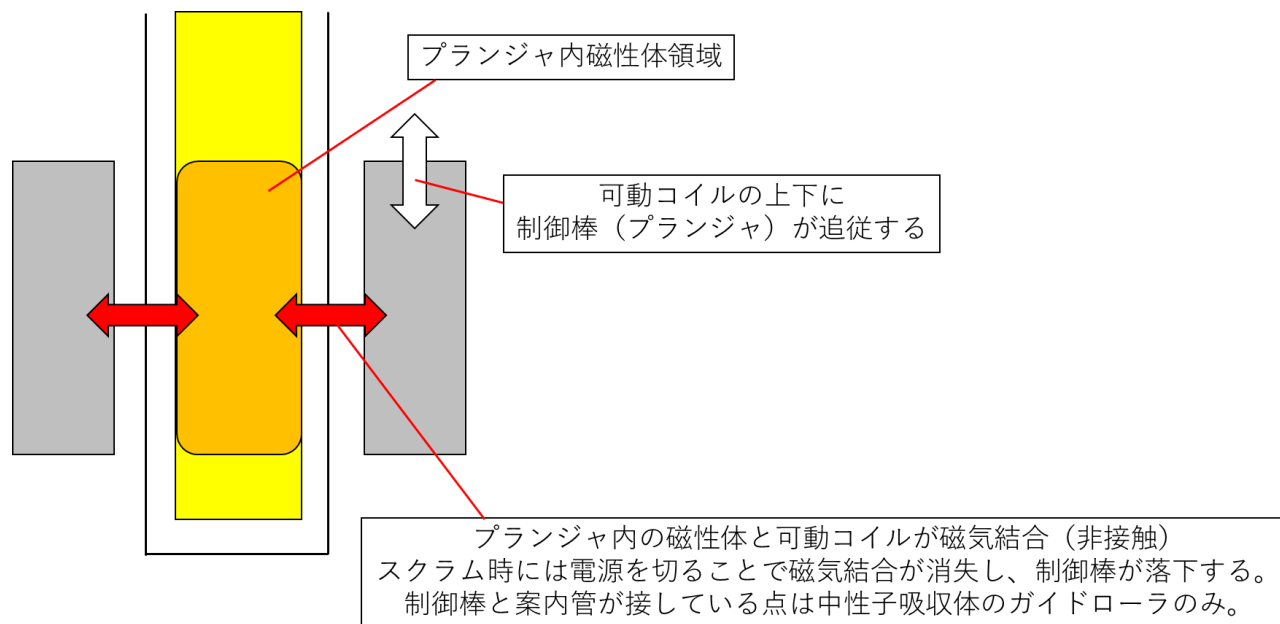 プランジャ内磁性体領域
可動コイルの上下に
制御棒（プランジャ）が追従する
プランジャ内の磁性体と可動コイルが磁気結合（非接触）
スクラム時には電源を切ることで磁気結合が消失し、制御棒が落下する。
制御棒と案内管が接している点は中性子吸収体のガイドローラのみ。